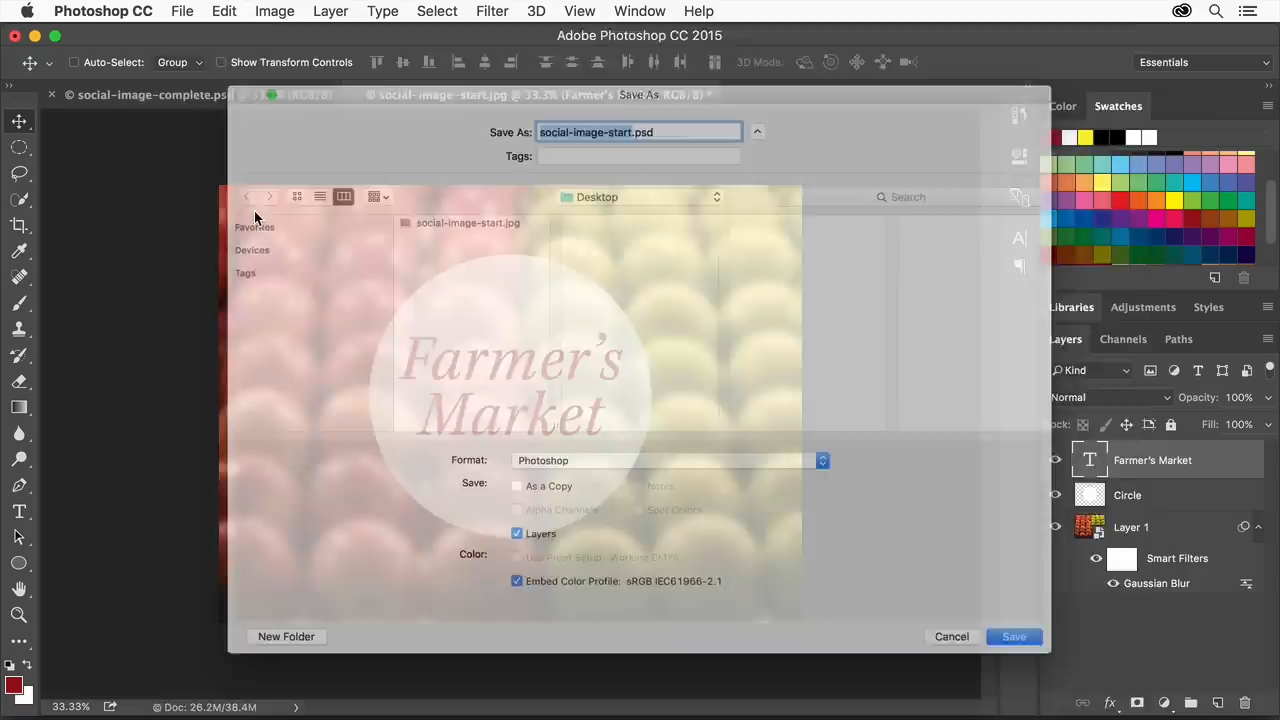 Photoshop CC File Edit Image Layer Type Select Filter 3D View Window Help
Adobe Photoshop CC 2015
Auto-Select: Group Show Transform Controls 3D Mode: Essentials
© social-image-complete.psd @ 33.3% (RGB/8) © social-image-start.jpg @ 33.3% (Farmer's Market, RGB/8) *
Save As
Color Swatches
Save As: social-image-start.psd
Tags:
Desktop
Search
Favorites
social-image-start.jpg
Devices
Tags
Libraries Adjustments Styles
Layers Channels Paths
Kind
Normal Opacity: 100%
Lock: Fill: 100%
Farmer's
Market
Format: Photoshop
Save: As a Copy Notes
Alpha Channels Spot Colors
Layers
Color: Use Proof Setup: Working CMYK
Embed Color Profile: sRGB IEC61966-2.1
Farmer's Market
Circle
Layer 1
Smart Filters
Gaussian Blur
New Folder Cancel Save
33.33% Doc: 26.2M/38.4M